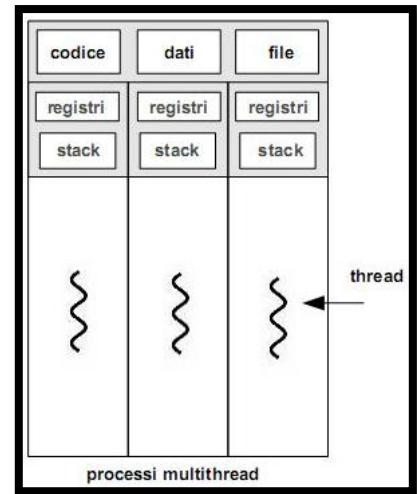 codice dati file
registri registri registri
stack stack stack
thread
processi multithread